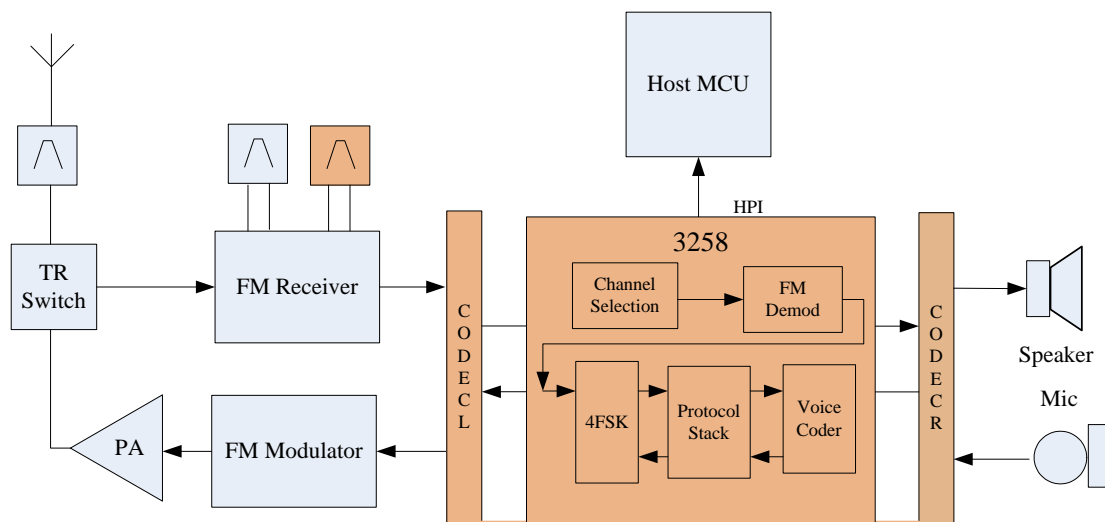 Host MCU
HPI
3258
TR
Switch
FM Receiver
C
O
D
E
C
L
Channel
Selection
FM
Demod
C
O
D
E
C
R
Speaker
Mic
PA
FM Modulator
4FSK
Protocol
Stack
Voice
Coder